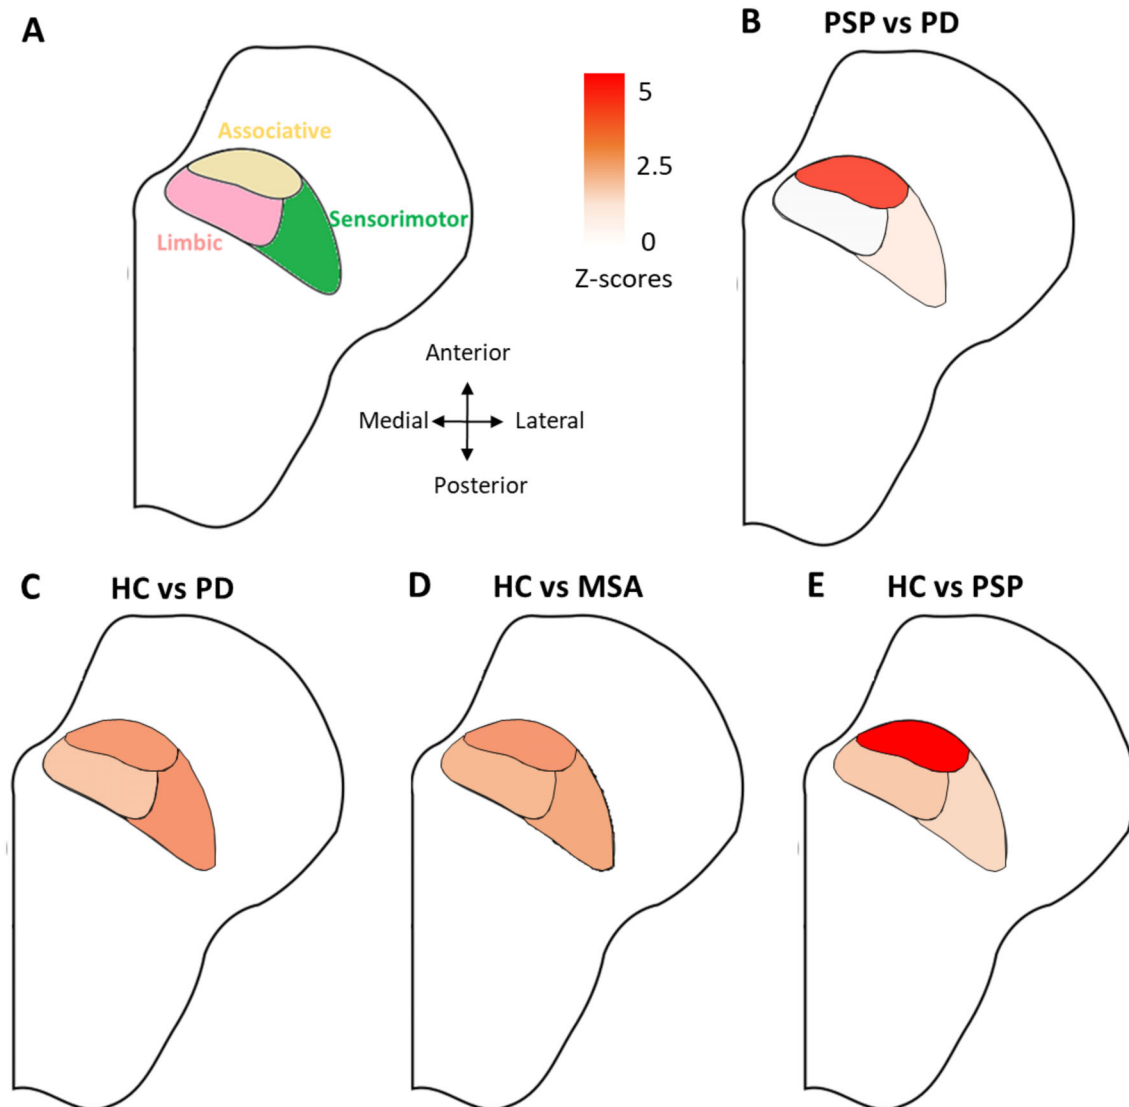 A
Associative
Sensorimotor
Limbic
5
2.5
0
Z-scores
Anterior
Medial
Lateral
Posterior
B
PSP vs PD
C
HC vs PD
D
HC vs MSA
E
HC vs PSP